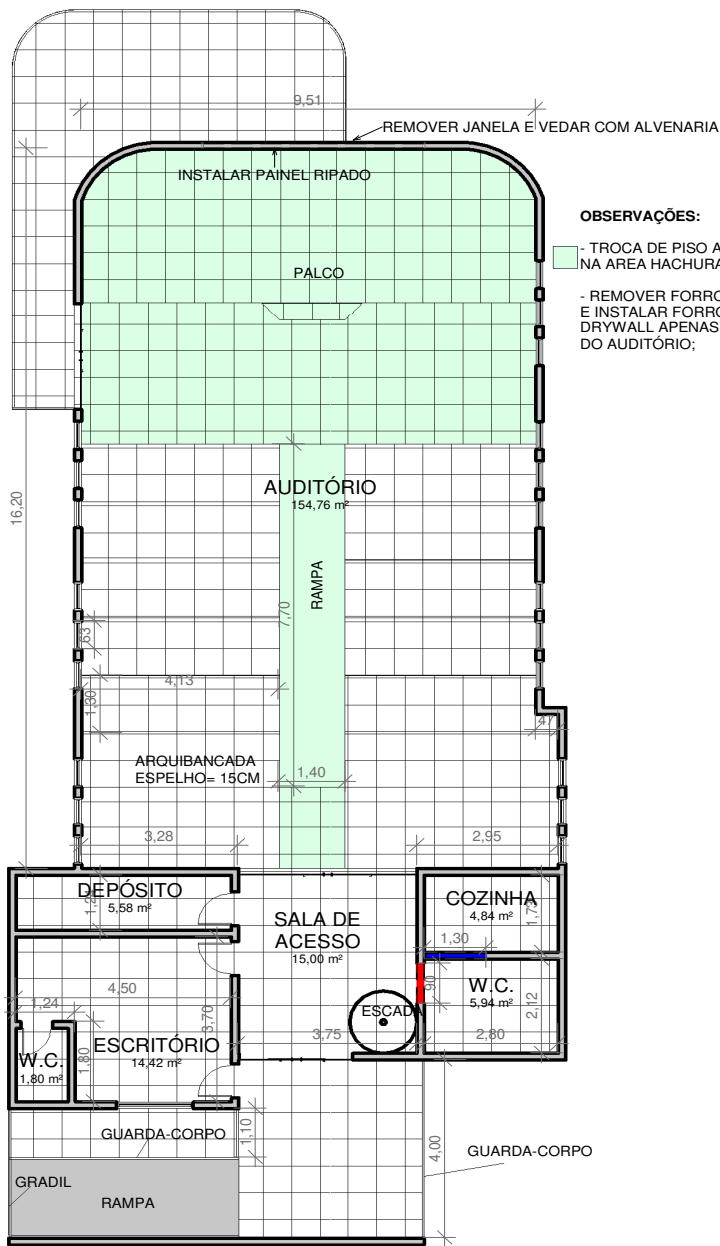 9,51
REMOVER JANELA E VEDAR COM ALVENARIA
INSTALAR PAINEL RIPADO
OBSERVAÇÕES:
- TROCA DE PISO A
NA AREA HACHURA
PALCO
- REMOVER FORRO
E INSTALAR FORRO
DRYWALL APENAS
DO AUDITÓRIO;
16,20
AUDITÓRIO
154,76 m²
RAMPA
7,70
63
4,13
1,30
47
ARQUIBANCADA
ESPELHO= 15CM
1,40
3,28
2,95
DEPÓSITO
5,58 m²
SALA DE
ACESSO
15,00 m²
COZINHA
4,84 m²
1,73
1,30
4,50
90
W.C.
5,94 m²
2,12
1,24
3,70
ESCADA
ESCRITÓRIO
14,42 m²
3,75
2,80
W.C.
1,80 m²
1,80
1,10
GUARDA-CORPO
4,00
GUARDA-CORPO
GRADIL
RAMPA